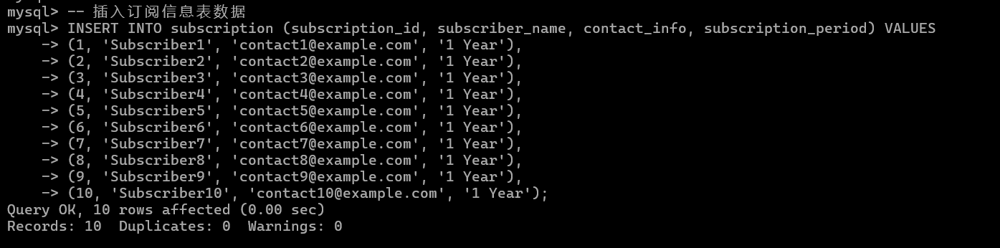 mysql> -- 插入订阅信息表数据
mysql> INSERT INTO subscription (subscription_id, subscriber_name, contact_info, subscription_period) VALUES
    -> (1, 'Subscriber1', 'contact1@example.com', '1 Year'),
    -> (2, 'Subscriber2', 'contact2@example.com', '1 Year'),
    -> (3, 'Subscriber3', 'contact3@example.com', '1 Year'),
    -> (4, 'Subscriber4', 'contact4@example.com', '1 Year'),
    -> (5, 'Subscriber5', 'contact5@example.com', '1 Year'),
    -> (6, 'Subscriber6', 'contact6@example.com', '1 Year'),
    -> (7, 'Subscriber7', 'contact7@example.com', '1 Year'),
    -> (8, 'Subscriber8', 'contact8@example.com', '1 Year'),
    -> (9, 'Subscriber9', 'contact9@example.com', '1 Year'),
    -> (10, 'Subscriber10', 'contact10@example.com', '1 Year');
Query OK, 10 rows affected (0.00 sec)
Records: 10  Duplicates: 0  Warnings: 0